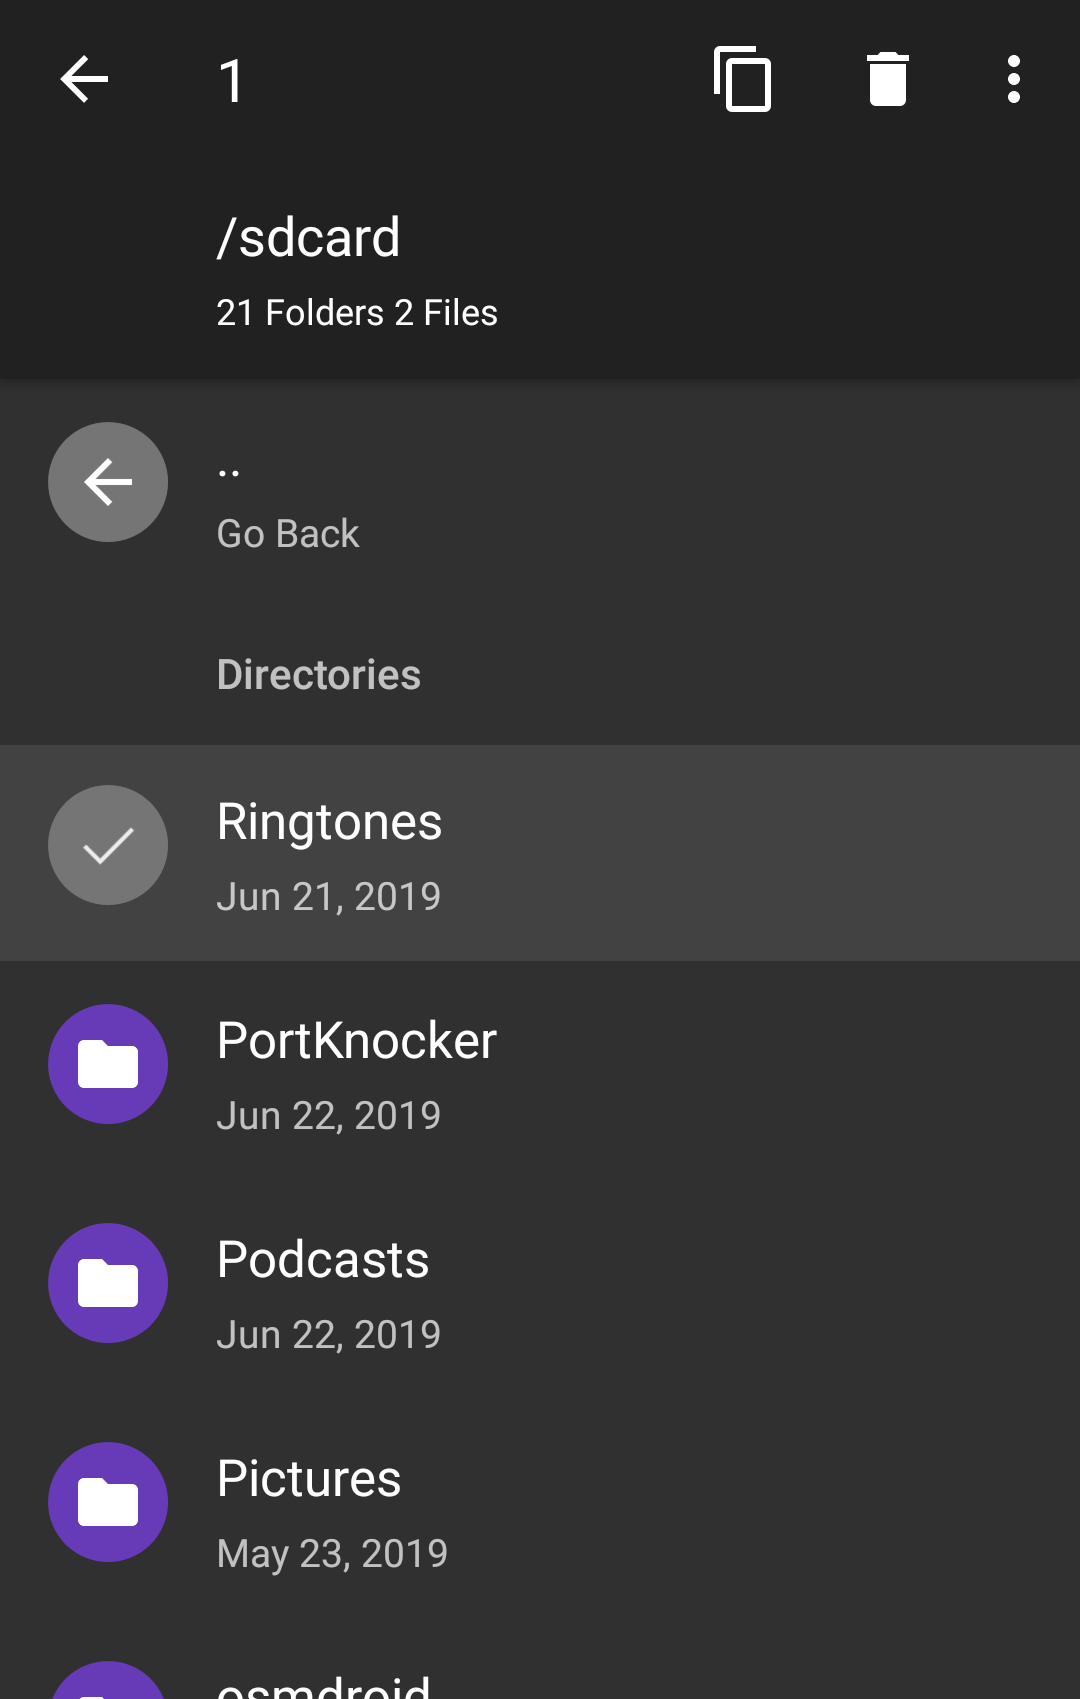 1
/sdcard
21 Folders 2 Files
..
Go Back
Directories
Ringtones
Jun 21, 2019
PortKnocker
Jun 22, 2019
Podcasts
Jun 22, 2019
Pictures
May 23, 2019
osmdroid